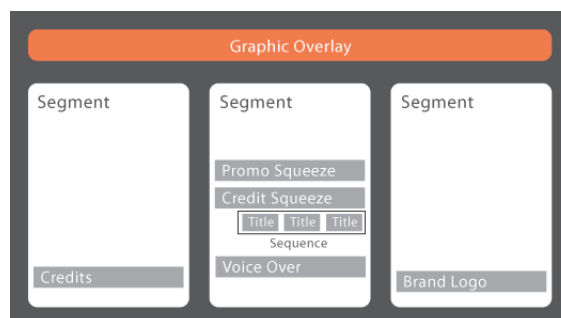 Graphic Overlay
Segment
Credits
Segment
Promo Squeeze
Credit Squeeze
Title Title Title
Sequence
Voice Over
Segment
Brand Logo